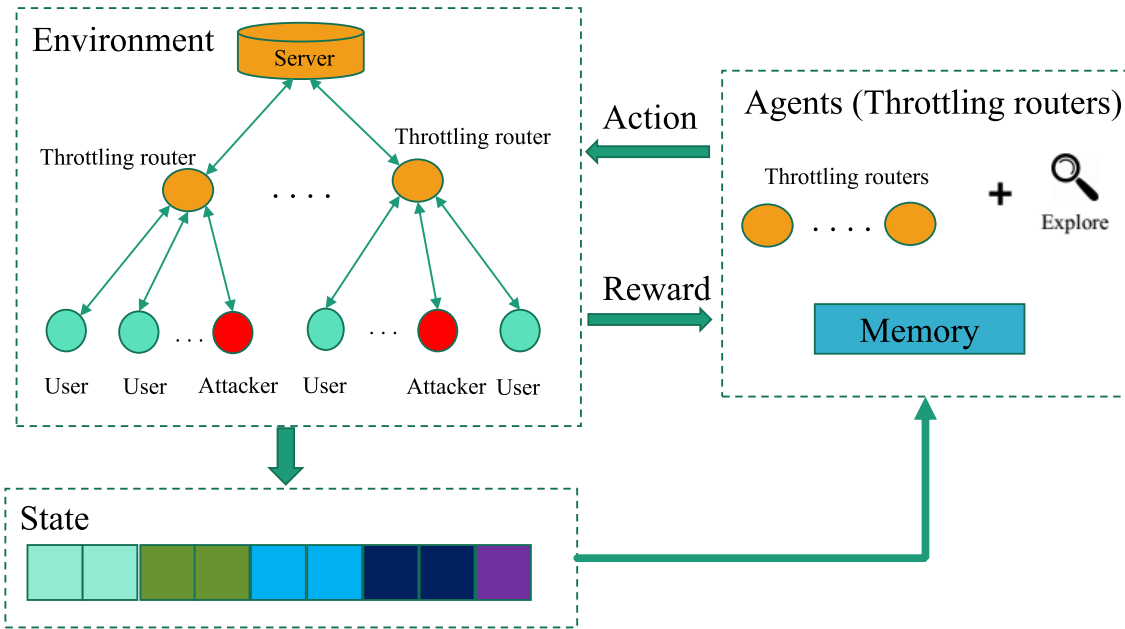 Environment
Server
Throttling router
Throttling router
. . . .
. . .
. . .
User
User
Attacker
User
Attacker
User
Action
Reward
Agents (Throttling routers)
Throttling routers
. . . .
+
Explore
Memory
State